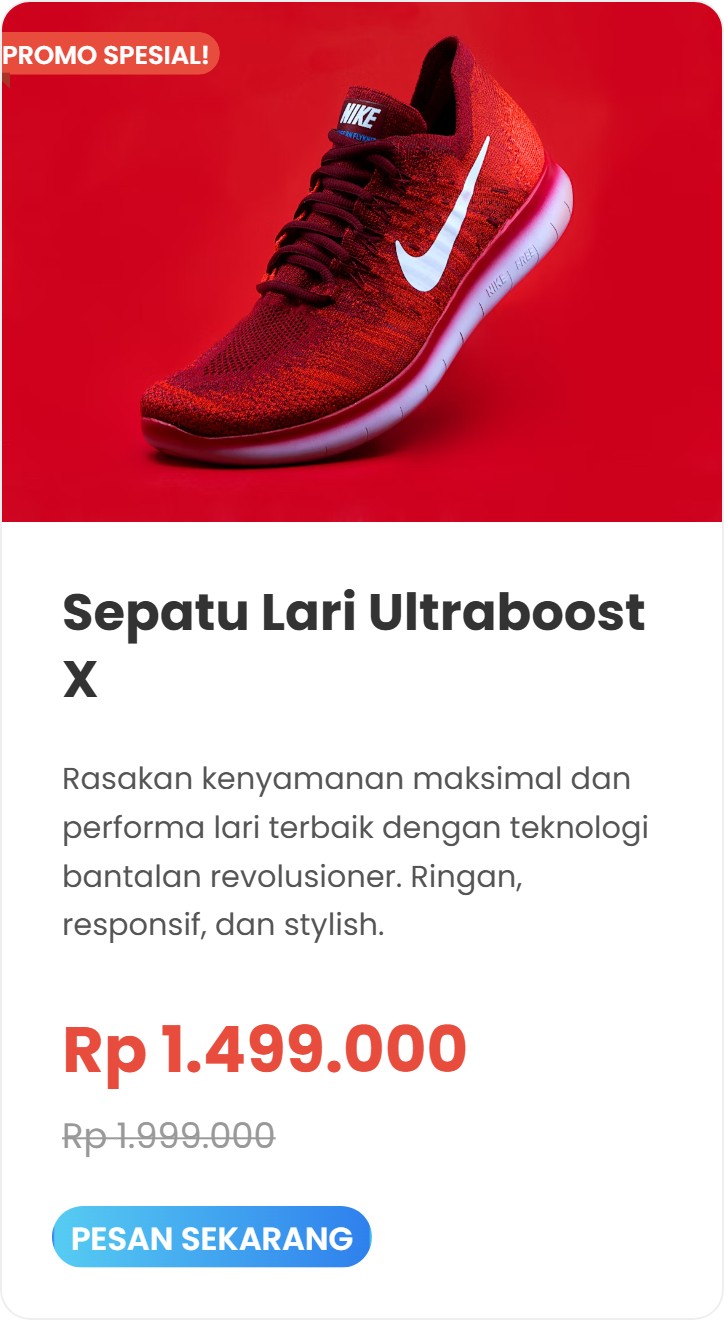 PROMO SPESIAL!
NIKE
NIKE FREE
Sepatu Lari Ultraboost
X
Rasakan kenyamanan maksimal dan
performa lari terbaik dengan teknologi
bantalan revolusioner. Ringan,
responsif, dan stylish.
Rp 1.499.000
Rp 1.999.000
PESAN SEKARANG